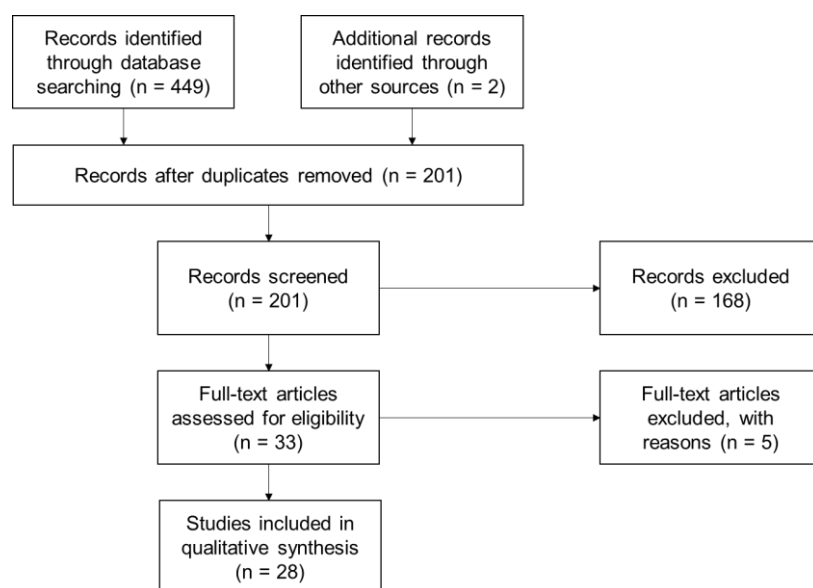 Records identified
through database
searching (n = 449)
Additional records
identified through
other sources (n = 2)
Records after duplicates removed (n = 201)
Records screened
(n = 201)
Records excluded
(n = 168)
Full-text articles
assessed for eligibility
(n = 33)
Full-text articles
excluded, with
reasons (n = 5)
Studies included in
qualitative synthesis
(n = 28)